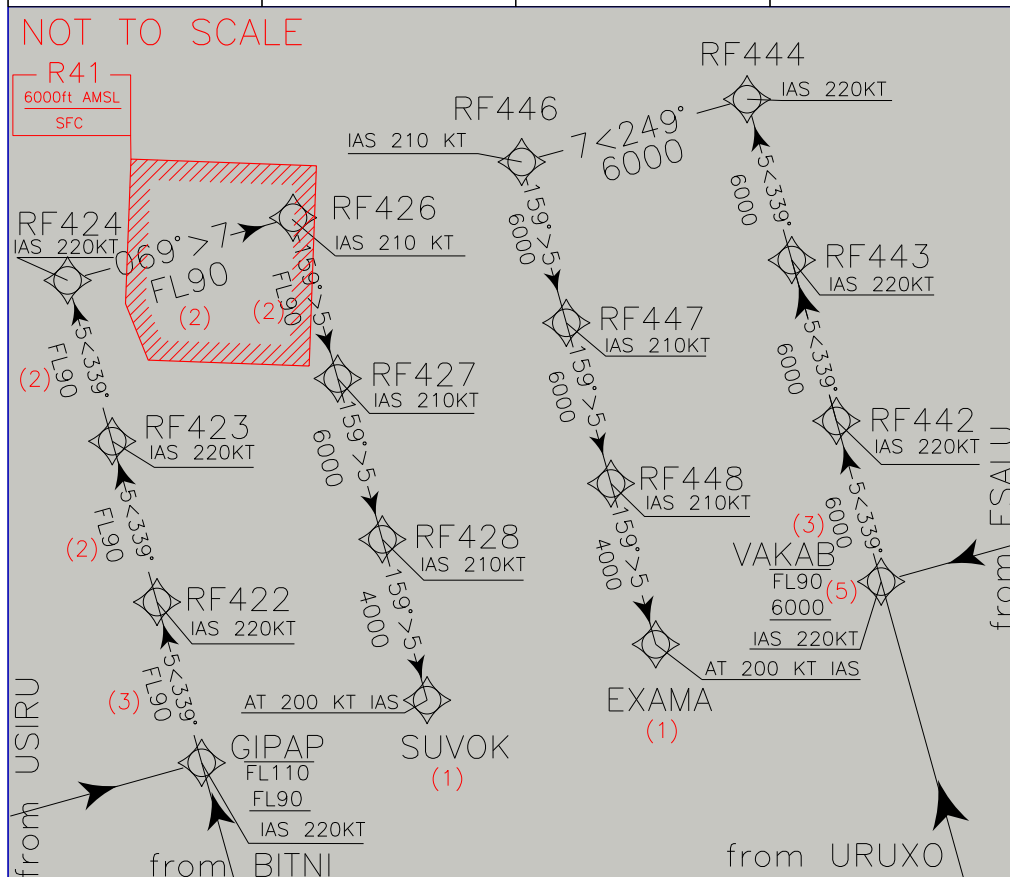 NOT TO SCALE
R41
6000ft AMSL
SFC
RF444
IAS 220KT
RF446
IAS 210 KT
7<249°
6000
RF424
IAS 220KT
069°>7
FL90
(2)
RF426
IAS 210 KT
159°>5
FL90
(2)
159°>5
6000
5<339°
6000
RF443
IAS 220KT
RF447
IAS 210KT
5<339°
FL90
(2)
RF427
IAS 210KT
159°>5
6000
5<339°
6000
RF423
IAS 220KT
159°>5
6000
RF442
IAS 220KT
RF448
IAS 210KT
5<339°
FL90
(2)
RF428
IAS 210KT
159°>5
4000
5<339°
6000
(3)
VAKAB
FL90
6000
(5)
IAS 220KT
from ESALU
RF422
IAS 220KT
159°>5
4000
AT 200 KT IAS
EXAMA
(1)
5<339°
FL90
(3)
AT 200 KT IAS
SUVOK
(1)
GIPAP
FL110
FL90
IAS 220KT
from USIRU
from BITNI
from URUXO